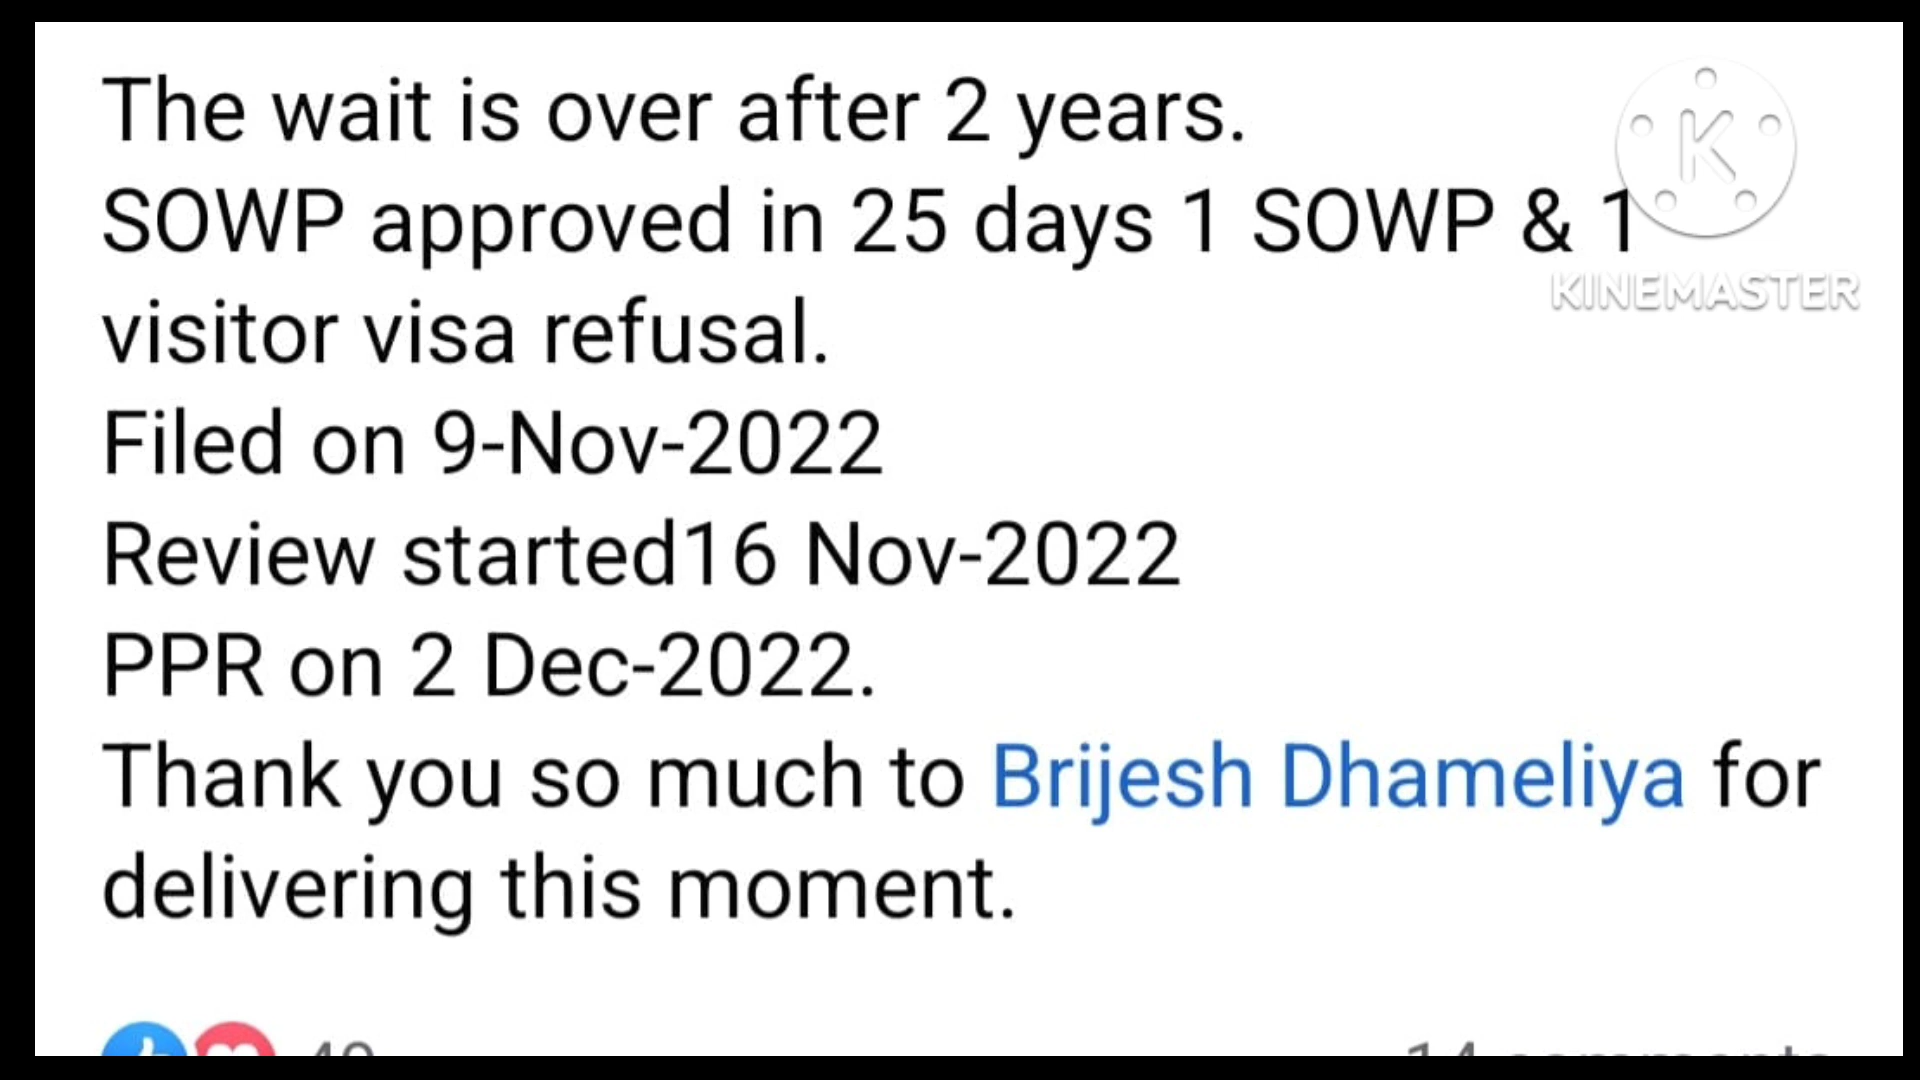 The wait is over after 2 years.
SOWP approved in 25 days 1 SOWP & 1
visitor visa refusal.
Filed on 9-Nov-2022
Review started16 Nov-2022
PPR on 2 Dec-2022.
Thank you so much to Brijesh Dhameliya for
delivering this moment.
K
KINEMASTER